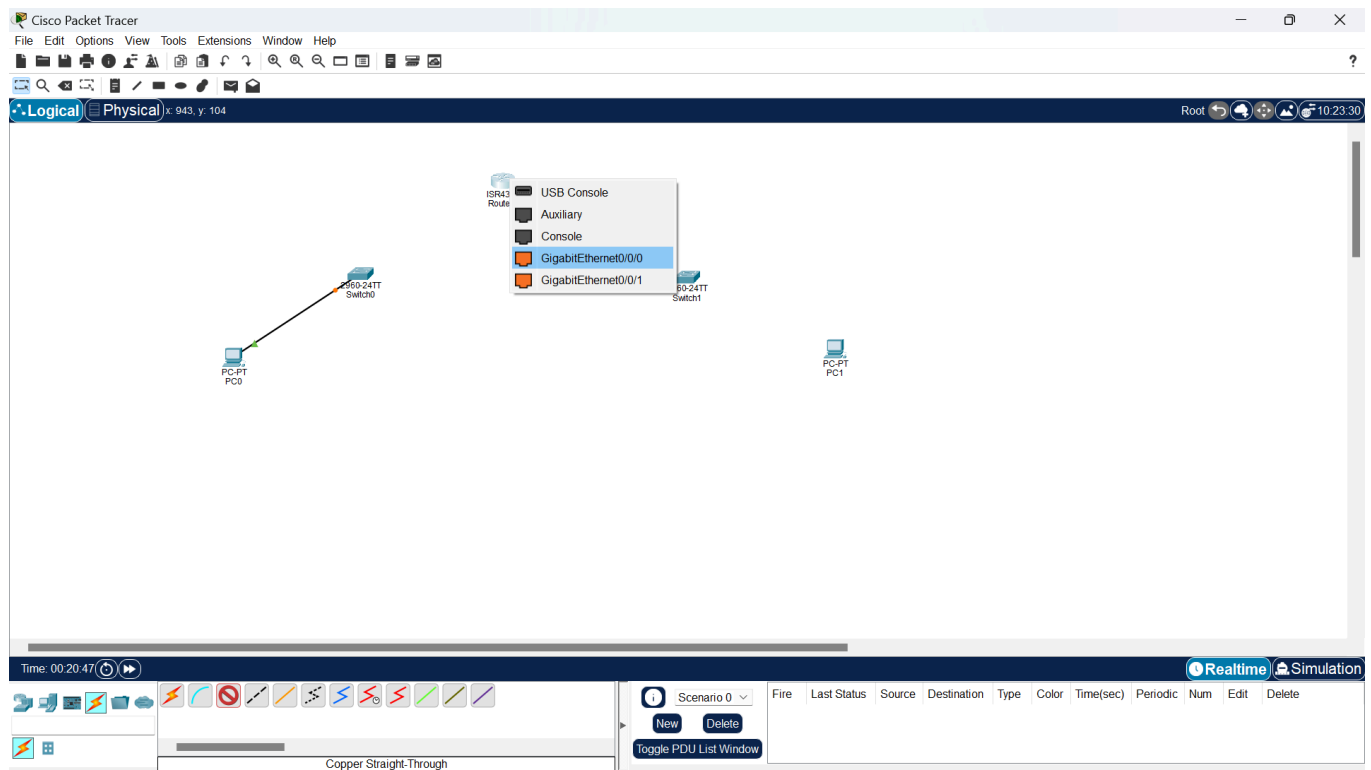 Cisco Packet Tracer
File Edit Options View Tools Extensions Window Help
?
Logical Physical x: 943, y: 104 Root 10:23:30
ISR43
Route
USB Console
Auxiliary
Console
GigabitEthernet0/0/0
GigabitEthernet0/0/1
2960-24TT
Switch0
60-24TT
Switch1
PC-PT
PC0
PC-PT
PC1
Time: 00:20:47 Realtime Simulation
Scenario 0 Fire Last Status Source Destination Type Color Time(sec) Periodic Num Edit Delete
New Delete
Toggle PDU List Window
Copper Straight-Through